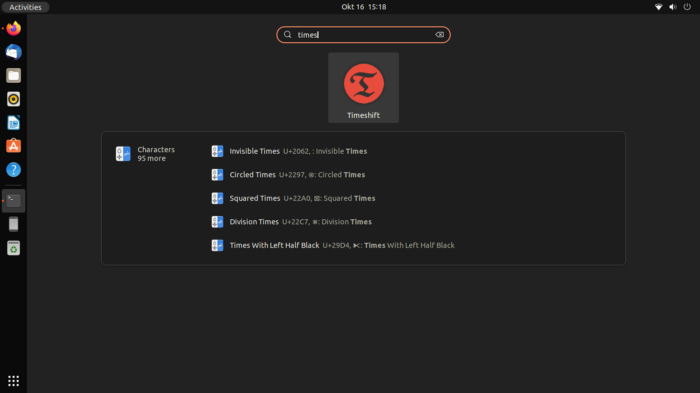 Activities
Okt 16 15:18
times
Timeshift
Characters
95 more
Invisible Times U+2062, : Invisible Times
Circled Times U+2297, ⊗: Circled Times
Squared Times U+22A0, ⊠: Squared Times
Division Times U+22C7, ⋇: Division Times
Times With Left Half Black U+29D4, ⧔: Times With Left Half Black